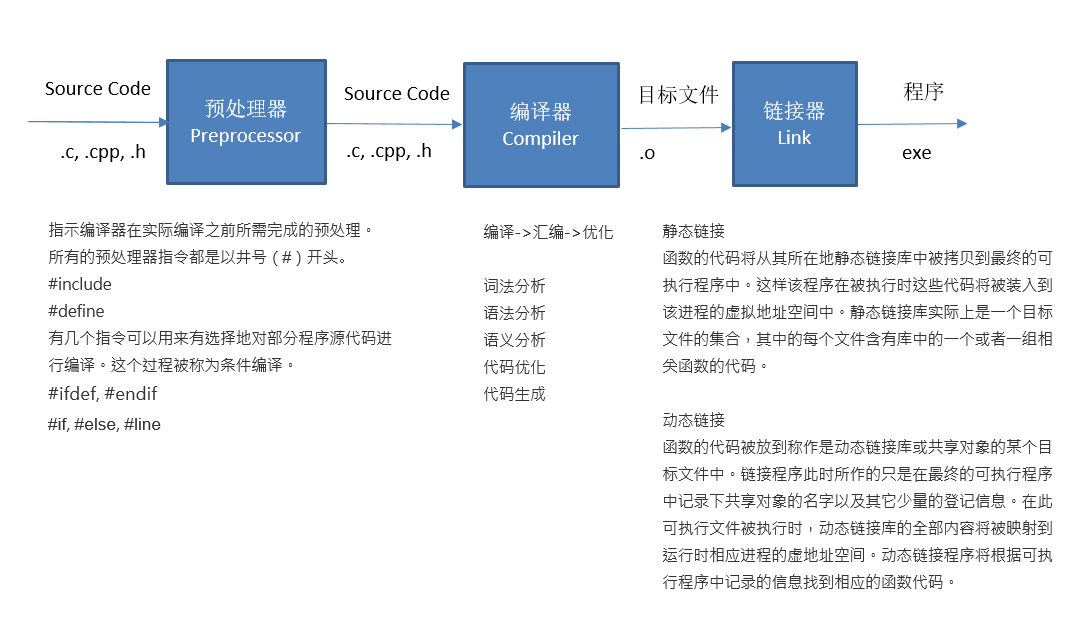 Source Code
.c, .cpp, .h
预处理器
Preprocessor
Source Code
.c, .cpp, .h
编译器
Compiler
目标文件
.o
链接器
Link
程序
exe
指示编译器在实际编译之前所需完成的预处理。
所有的预处理器指令都是以井号（#）开头。
#include
#define
有几个指令可以用来有选择地对部分程序源代码进
行编译。这个过程被称为条件编译。
#ifdef, #endif
#if, #else, #line
编译->汇编->优化
词法分析
语法分析
语义分析
代码优化
代码生成
静态链接
函数的代码将从其所在地静态链接库中被拷贝到最终的可
执行程序中。这样该程序在被执行时这些代码将被装入到
该进程的虚拟地址空间中。静态链接库实际上是一个目标
文件的集合，其中的每个文件含有库中的一个或者一组相
关函数的代码。
动态链接
函数的代码被放到称作是动态链接库或共享对象的某个目
标文件中。链接程序此时所作的只是在最终的可执行程序
中记录下共享对象的名字以及其它少量的登记信息。在此
可执行文件被执行时，动态链接库的全部内容将被映射到
运行时相应进程的虚地址空间。动态链接程序将根据可执
行程序中记录的信息找到相应的函数代码。